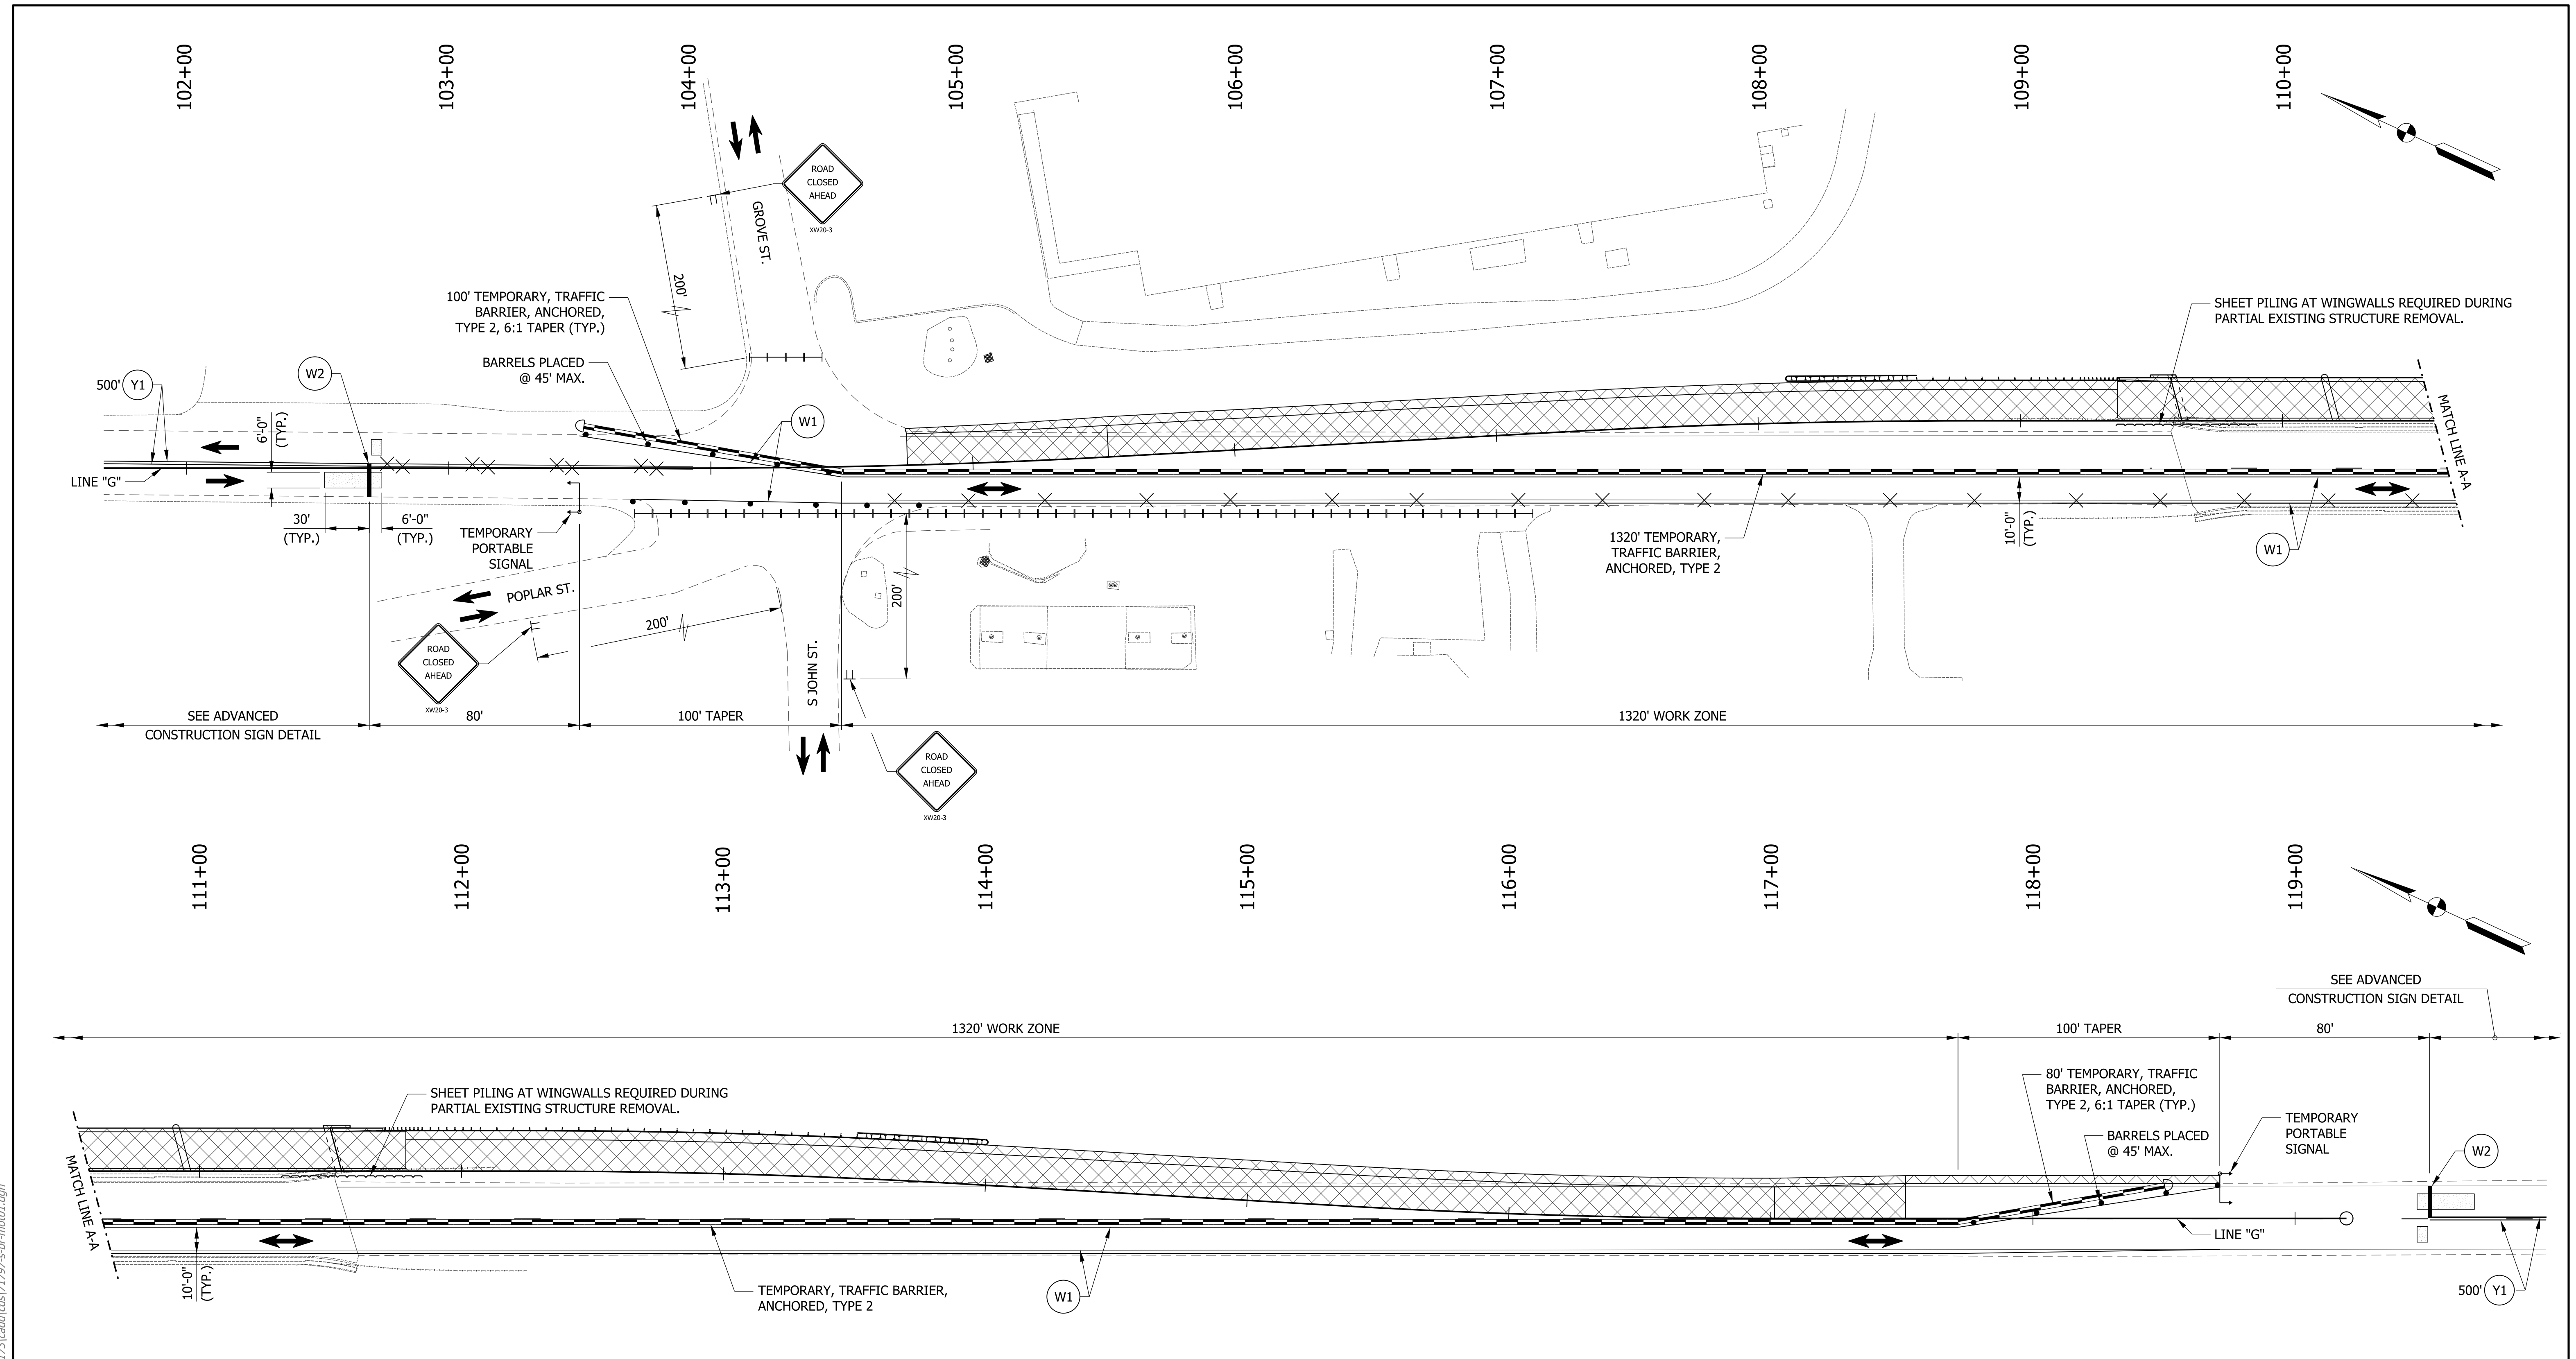 102+00
103+00
104+00
105+00
106+00
107+00
108+00
109+00
110+00
ROAD
CLOSED
AHEAD
XW20-3
GROVE ST.
200'
100' TEMPORARY, TRAFFIC
BARRIER, ANCHORED,
TYPE 2, 6:1 TAPER (TYP.)
BARRELS PLACED
@ 45' MAX.
SHEET PILING AT WINGWALLS REQUIRED DURING
PARTIAL EXISTING STRUCTURE REMOVAL.
500' Y1
W2
W1
6'-0"
(TYP.)
LINE "G"
MATCH LINE A-A
30'
(TYP.)
6'-0"
(TYP.)
TEMPORARY
PORTABLE
SIGNAL
1320' TEMPORARY,
TRAFFIC BARRIER,
ANCHORED, TYPE 2
10'-0"
(TYP.)
W1
POPLAR ST.
200'
200'
ROAD
CLOSED
AHEAD
XW20-3
S JOHN ST.
SEE ADVANCED
CONSTRUCTION SIGN DETAIL
80'
100' TAPER
1320' WORK ZONE
ROAD
CLOSED
AHEAD
XW20-3
111+00
112+00
113+00
114+00
115+00
116+00
117+00
118+00
119+00
SEE ADVANCED
CONSTRUCTION SIGN DETAIL
1320' WORK ZONE
100' TAPER
80'
SHEET PILING AT WINGWALLS REQUIRED DURING
PARTIAL EXISTING STRUCTURE REMOVAL.
80' TEMPORARY, TRAFFIC
BARRIER, ANCHORED,
TYPE 2, 6:1 TAPER (TYP.)
BARRELS PLACED
@ 45' MAX.
TEMPORARY
PORTABLE
SIGNAL
W2
MATCH LINE A-A
LINE "G"
10'-0"
(TYP.)
TEMPORARY, TRAFFIC BARRIER,
ANCHORED, TYPE 2
W1
500' Y1